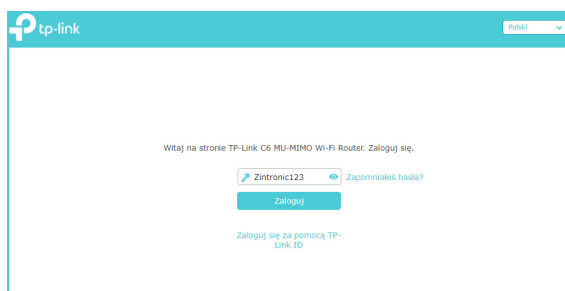 tp-link
Polski
Witaj na stronie TP-Link C6 MU-MIMO Wi-Fi Router. Zaloguj się.
Zintronic123
Zapomniałeś hasła?
Zaloguj
Zaloguj się za pomocą TP-
Link ID